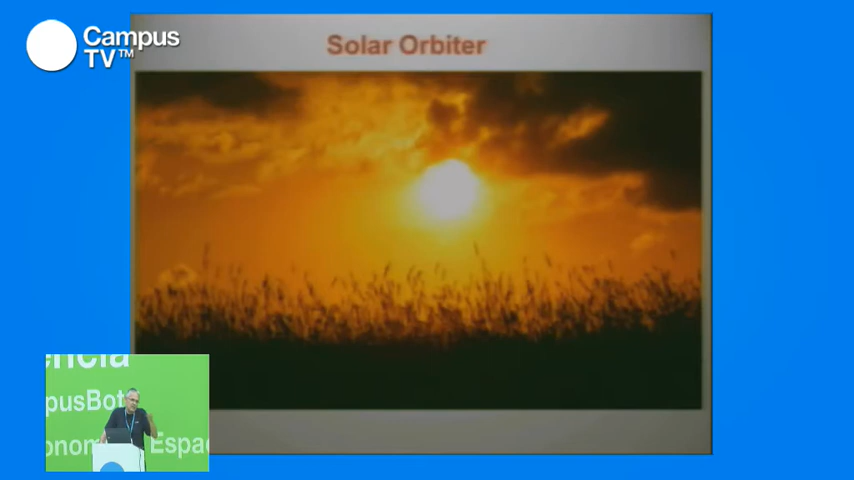 Campus
TV™
Solar Orbiter
encia
pusBot
onom Espac